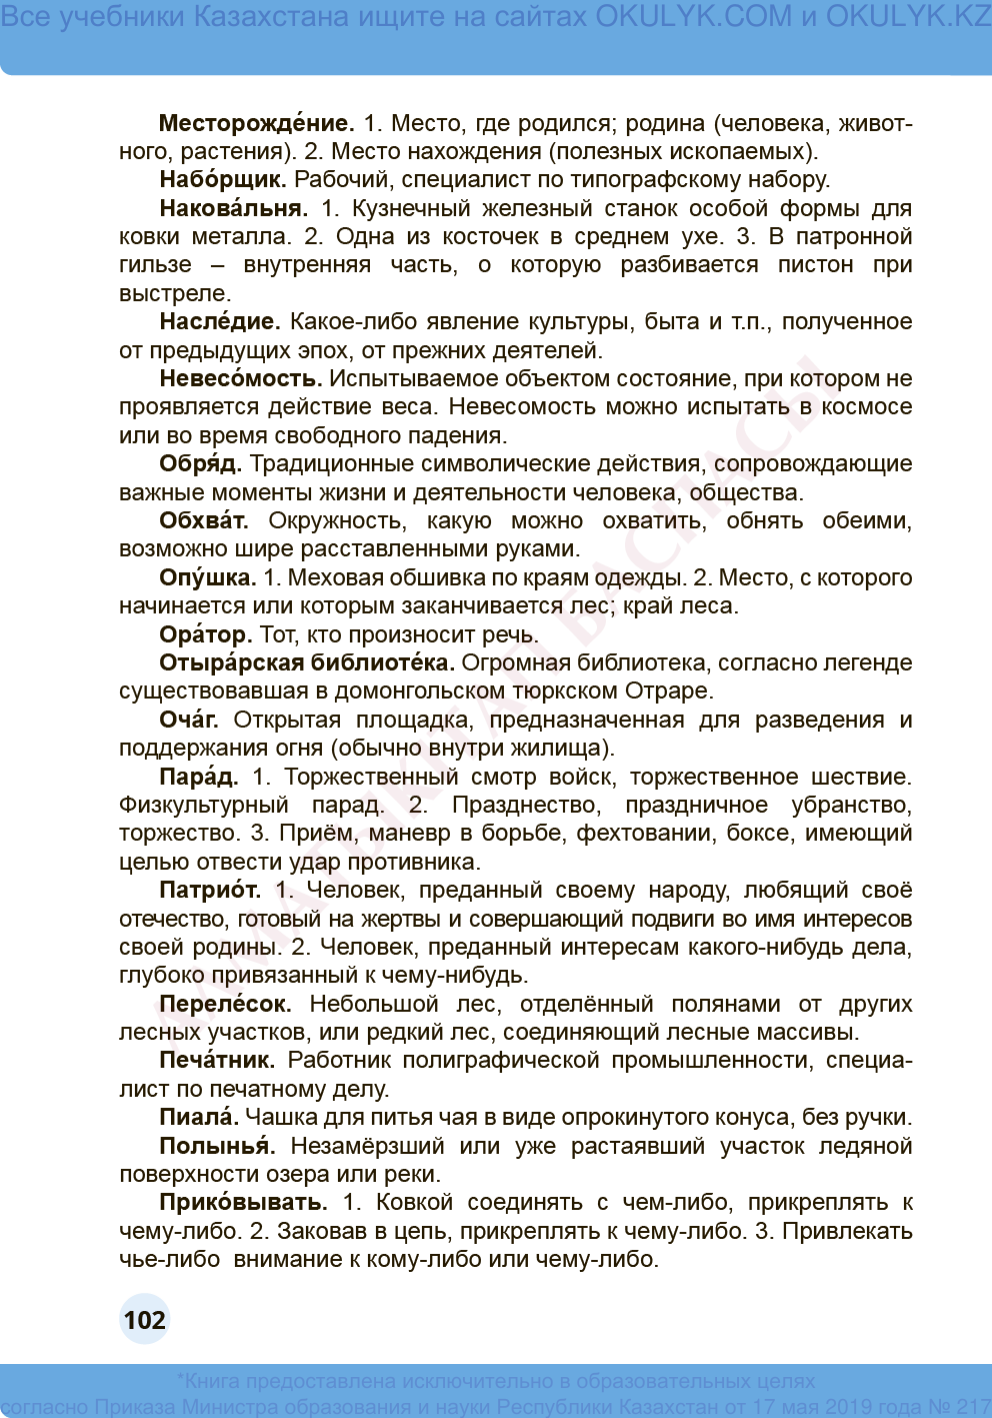 Все учебники Казахстана ищите на сайтах OKULYK.COM и OKULYK.KZ
Месторожде́ние. 1. Место, где родился; родина (человека, живот-
ного, растения). 2. Место нахождения (полезных ископаемых).
Набо́рщик. Рабочий, специалист по типографскому набору.
Накова́льня. 1. Кузнечный железный станок особой формы для
ковки металла. 2. Одна из косточек в среднем ухе. 3. В патронной
гильзе – внутренняя часть, о которую разбивается пистон при
выстреле.
Насле́дие. Какое-либо явление культуры, быта и т.п., полученное
от предыдущих эпох, от прежних деятелей.
Невесо́мость. Испытываемое объектом состояние, при котором не
проявляется действие веса. Невесомость можно испытать в космосе
или во время свободного падения.
Обря́д. Традиционные символические действия, сопровождающие
важные моменты жизни и деятельности человека, общества.
Обхва́т. Окружность, какую можно охватить, обнять обеими,
возможно шире расставленными руками.
Опу́шка. 1. Меховая обшивка по краям одежды. 2. Место, с которого
начинается или которым заканчивается лес; край леса.
Ора́тор. Тот, кто произносит речь.
Отыра́рская библиоте́ка. Огромная библиотека, согласно легенде
существовавшая в домонгольском тюркском Отраре.
Оча́г. Открытая площадка, предназначенная для разведения и
поддержания огня (обычно внутри жилища).
Пара́д. 1. Торжественный смотр войск, торжественное шествие.
Физкультурный парад. 2. Празднество, праздничное убранство,
торжество. 3. Приём, маневр в борьбе, фехтовании, боксе, имеющий
целью отвести удар противника.
Патрио́т. 1. Человек, преданный своему народу, любящий своё
отечество, готовый на жертвы и совершающий подвиги во имя интересов
своей родины. 2. Человек, преданный интересам какого-нибудь дела,
глубоко привязанный к чему-нибудь.
Переле́сок. Небольшой лес, отделённый полянами от других
лесных участков, или редкий лес, соединяющий лесные массивы.
Печа́тник. Работник полиграфической промышленности, специа-
лист по печатному делу.
Пиала́. Чашка для питья чая в виде опрокинутого конуса, без ручки.
Полынья́. Незамёрзший или уже растаявший участок ледяной
поверхности озера или реки.
Прико́вывать. 1. Ковкой соединять с чем-либо, прикреплять к
чему-либо. 2. Заковав в цепь, прикреплять к чему-либо. 3. Привлекать
чье-либо внимание к кому-либо или чему-либо.
АЛМАТЫКІТАП БАСПАСЫ
102
*Книга предоставлена исключительно в образовательных целях
согласно Приказа Министра образования и науки Республики Казахстан от 17 мая 2019 года № 217